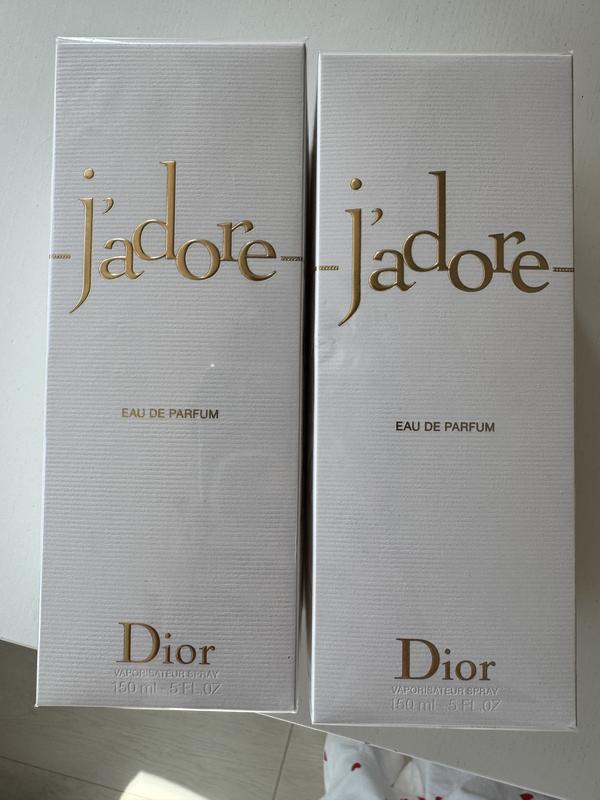 j'adore
EAU DE PARFUM
Dior
VAPORISATEUR SPRAY
150 ml - 5 FL.OZ
j'adore
EAU DE PARFUM
Dior
VAPORISATEUR SPRAY
150 ml - 5 FL.OZ